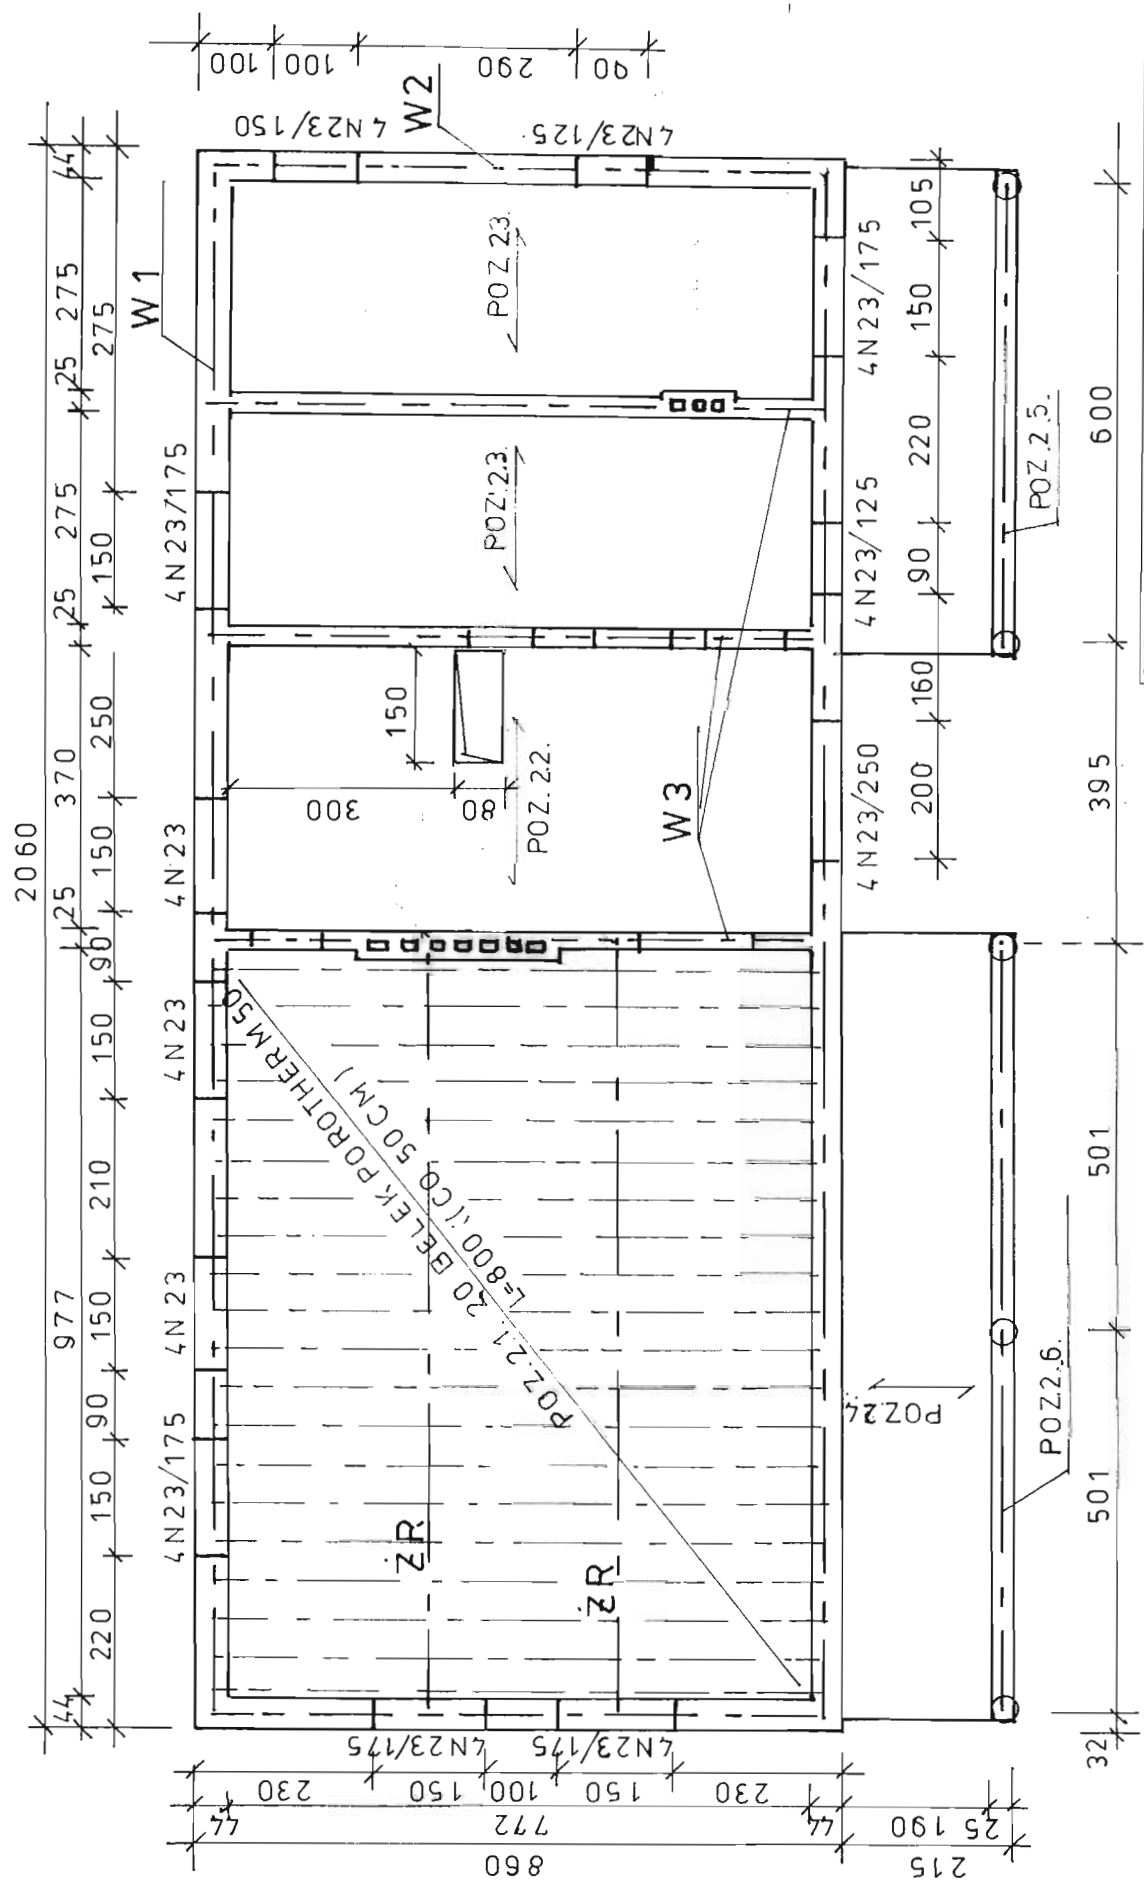 2060
44
977
25
370
25
275
25
275
44
220
150
90
150
210
150
90
150
250
150
275
4N23/175
4N23
4N23
4N23
4N23/175
W1
W2
4N23/150
4N23/125
100
100
290
90
POZ.2.1. 20 BELEK POROTHERM 50
L=800 (CO 50 CM)
ŻR
ŻR
300
80
150
POZ.2.2.
POZ.2.3.
POZ.2.3.
W3
4N23/175
4N23/175
230
150
100
150
230
44
772
44
860
25
190
215
4N23/250
4N23/125
4N23/175
200
160
90
220
150
105
POZ.2.4
POZ.2.6.
POZ.2.5.
32
501
501
395
600